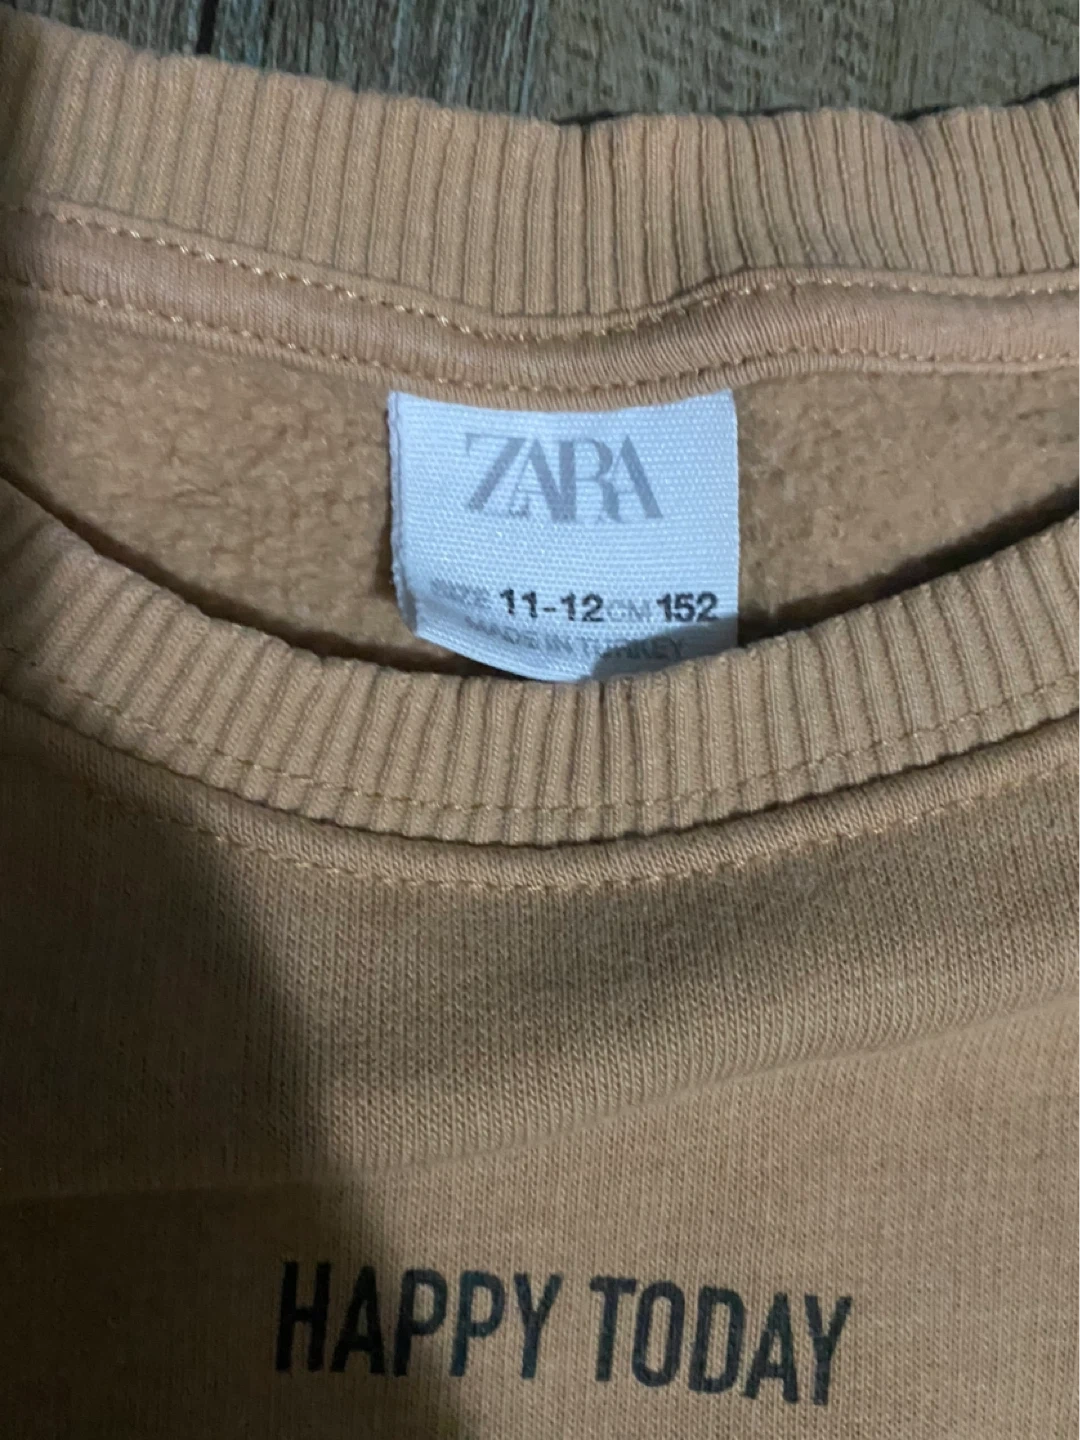 ZARA
SIZE 11-12 CM 152
MADE IN TURKEY
HAPPY TODAY